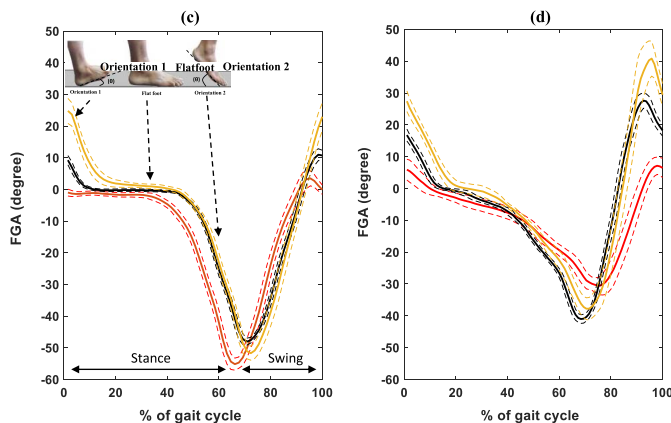 (c)
(d)
50
40
30
20
10
0
-10
-20
-30
-40
-50
-60
FGA (degree)
Orientation 1 Flatfoot Orientation 2
(θ)
(θ)
Orientation 1
Flat foot
Orientation 2
Stance
Swing
0 20 40 60 80 100
% of gait cycle
50
40
30
20
10
0
-10
-20
-30
-40
-50
-60
FGA (degree)
0 20 40 60 80 100
% of gait cycle